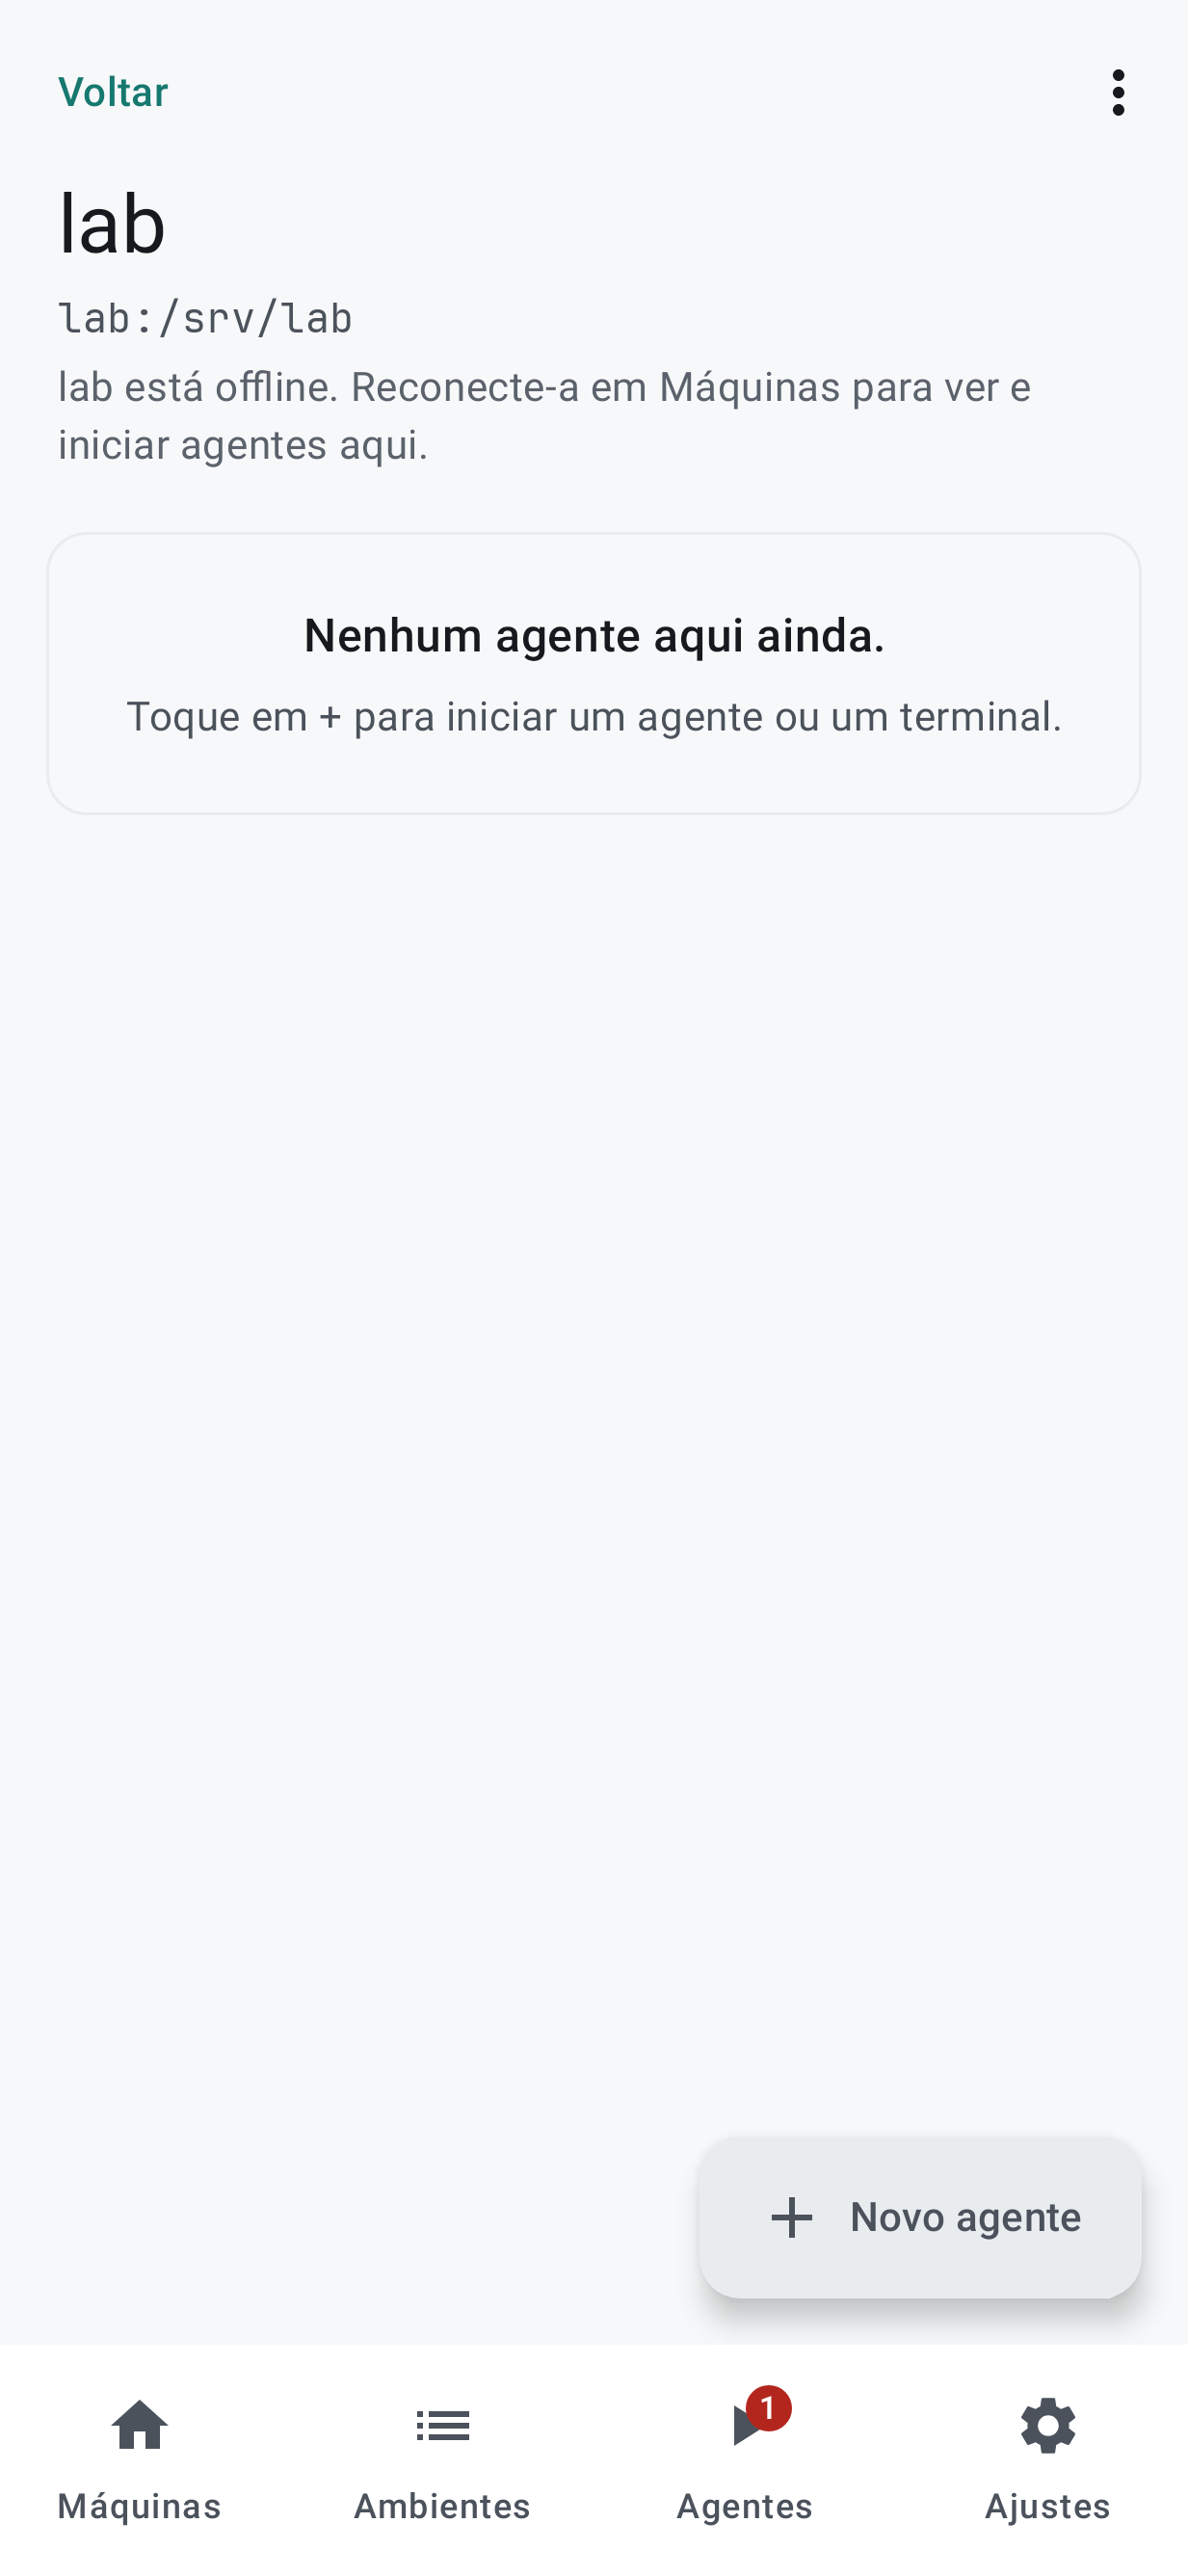 Voltar
lab
lab:/srv/lab
lab está offline. Reconecte-a em Máquinas para ver e
iniciar agentes aqui.
Nenhum agente aqui ainda.
Toque em + para iniciar um agente ou um terminal.
Novo agente
1
Máquinas
Ambientes
Agentes
Ajustes